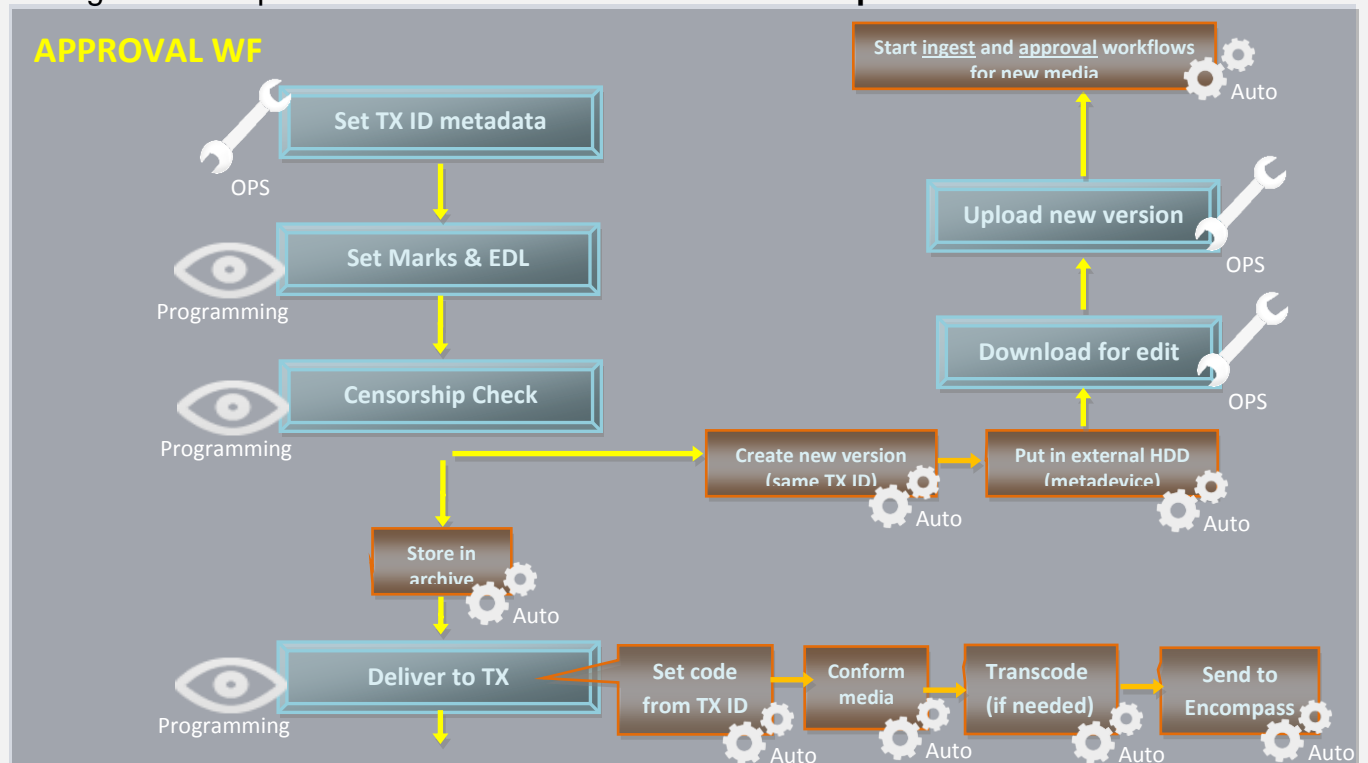 APPROVAL WF
Set TX ID metadata
OPS
Set Marks & EDL
Programming
Censorship Check
Programming
Store in
archive
Auto
Deliver to TX
Programming
Set code
from TX ID
Auto
Conform
media
Auto
Transcode
(if needed)
Auto
Send to
Encompass
Auto
Create new version
(same TX ID)
Auto
Put in external HDD
(metadevice)
Auto
Download for edit
OPS
Upload new version
OPS
Start ingest and approval workflows
for new media
Auto